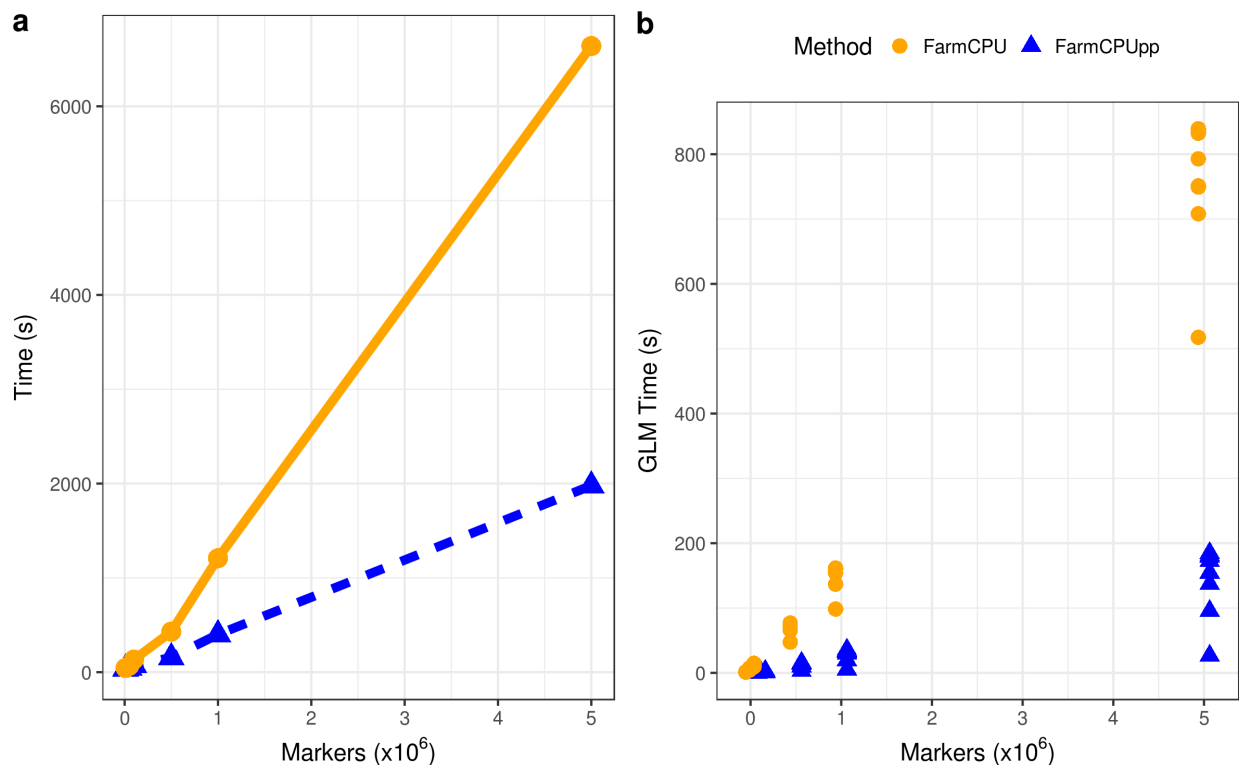 a
6000
4000
2000
0
Time (s)
0 1 2 3 4 5
Markers (x10⁶)
b
Method FarmCPU FarmCPUpp
800
600
400
200
0
GLM Time (s)
0 1 2 3 4 5
Markers (x10⁶)